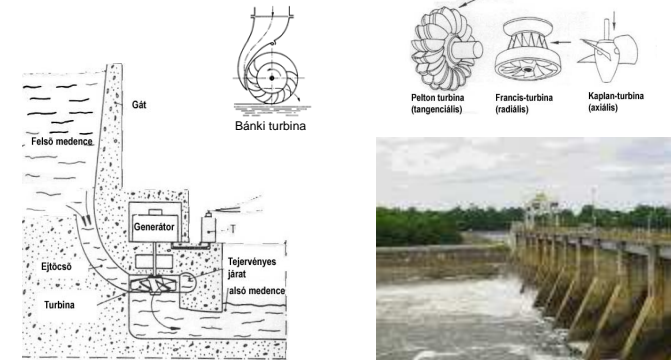 Gát
Felső medence
Generátor
T
Ejtőcső
Turbina
Tejervényes
járat
alsó medence
Bánki turbina
Pelton turbina
(tangenciális)
Francis-turbina
(radiális)
Kaplan-turbina
(axiális)